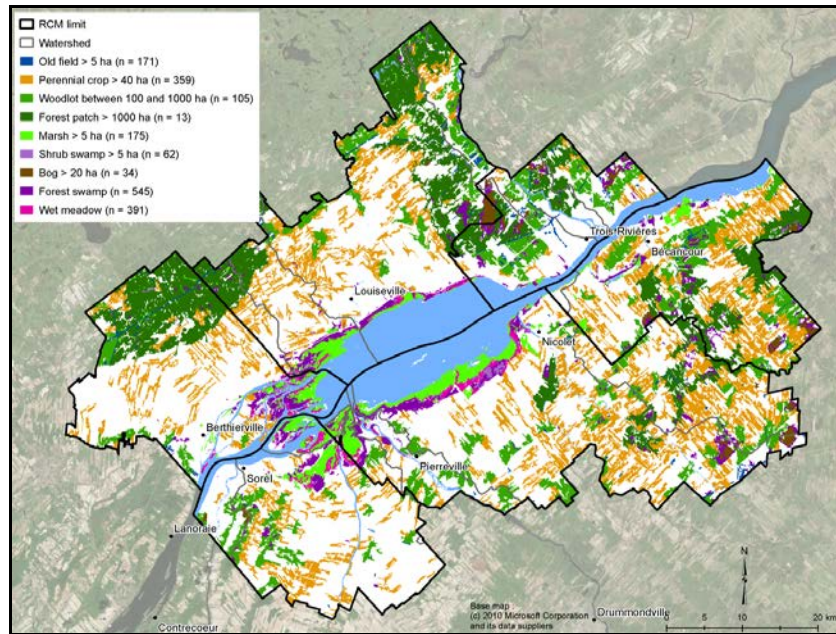 RCM limit
Watershed
Old field > 5 ha (n = 171)
Perennial crop > 40 ha (n = 359)
Woodlot between 100 and 1000 ha (n = 105)
Forest patch > 1000 ha (n = 13)
Marsh > 5 ha (n = 175)
Shrub swamp > 5 ha (n = 62)
Bog > 20 ha (n = 34)
Forest swamp (n = 545)
Wet meadow (n = 391)
Trois Rivières
Bécancour
Louiseville
Nicolet
Berthierville
Pierreville
Sorel
Lanoraie
Contrecoeur
Drummondville
N
Base map :
(c) 2010 Microsoft Corporation
and its data suppliers
0 5 10 20 km